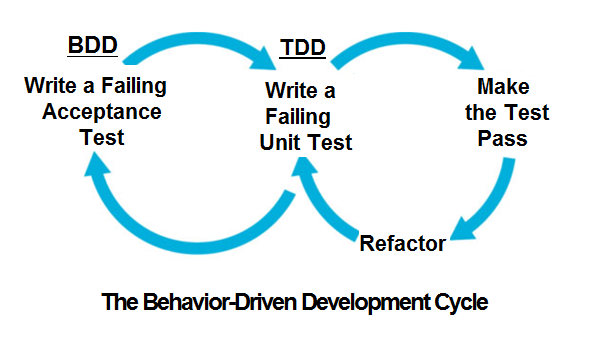 BDD
Write a Failing
Acceptance
Test
TDD
Write a
Failing
Unit Test
Make
the Test
Pass
Refactor
The Behavior-Driven Development Cycle